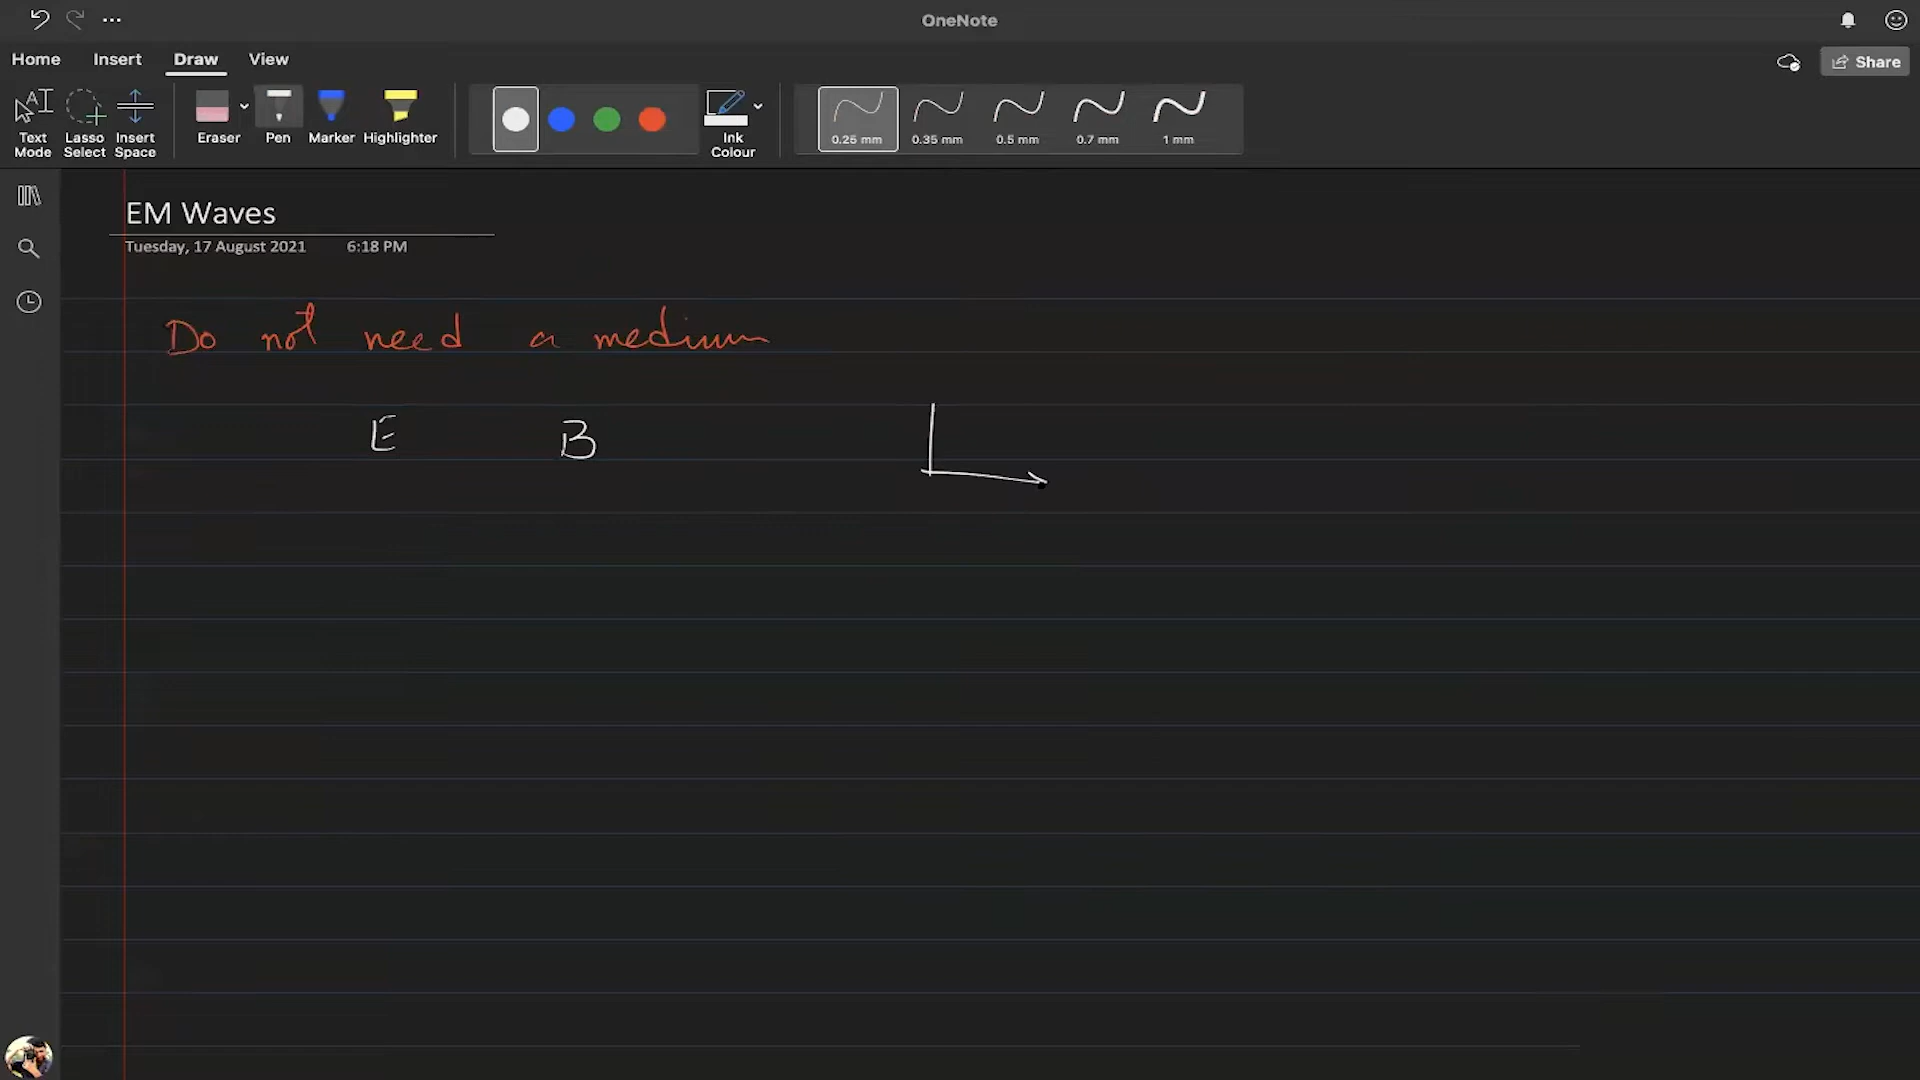 OneNote
Home Insert Draw View
Share
Text Mode
Lasso Select
Insert Space
Eraser
Pen
Marker
Highlighter
Ink Colour
0.25 mm
0.35 mm
0.5 mm
0.7 mm
1 mm
EM Waves
Tuesday, 17 August 2021 6:18 PM
Do not need a medium
E B